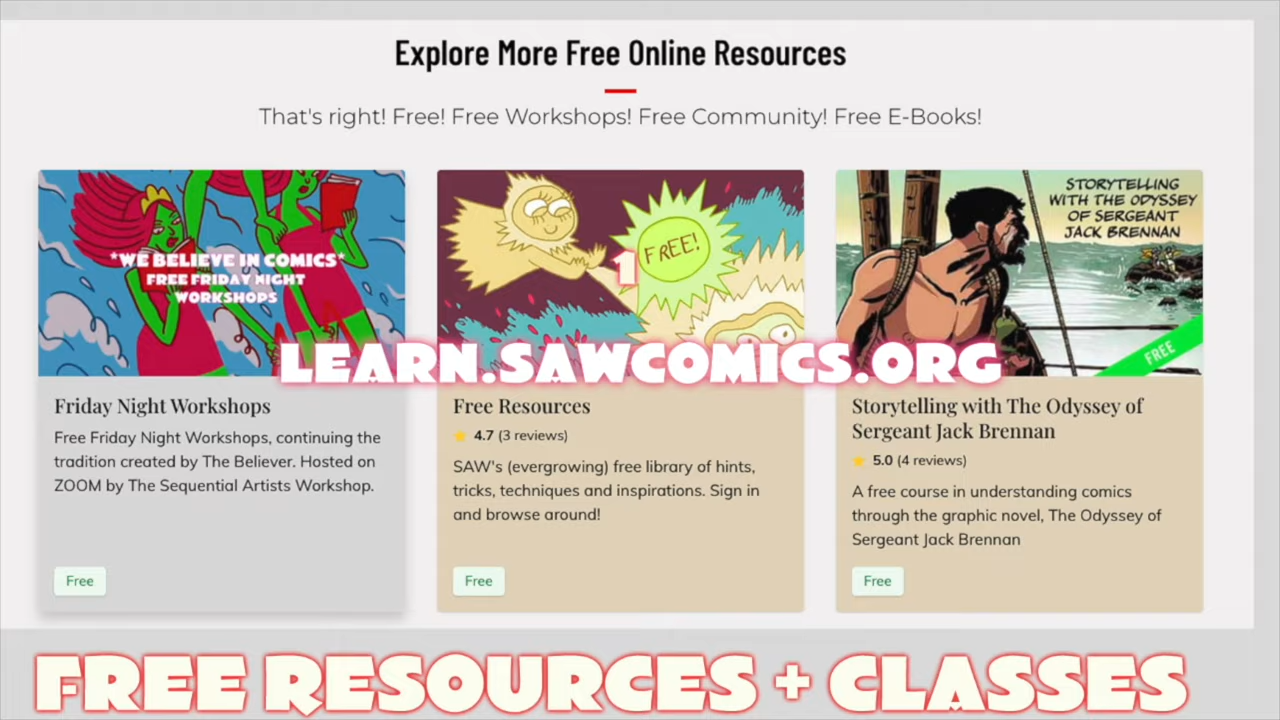 Explore More Free Online Resources
That's right! Free! Free Workshops! Free Community! Free E-Books!
*WE BELIEVE IN COMICS*
FREE FRIDAY NIGHT
WORKSHOPS
1
FREE!
STORYTELLING
WITH THE ODYSSEY
OF SERGEANT
JACK BRENNAN
FREE
LEARN.SAWCOMICS.ORG
Friday Night Workshops
Free Friday Night Workshops, continuing the
tradition created by The Believer. Hosted on
ZOOM by The Sequential Artists Workshop.
Free
Free Resources
4.7 (3 reviews)
SAW's (evergrowing) free library of hints,
tricks, techniques and inspirations. Sign in
and browse around!
Free
Storytelling with The Odyssey of
Sergeant Jack Brennan
5.0 (4 reviews)
A free course in understanding comics
through the graphic novel, The Odyssey of
Sergeant Jack Brennan
Free
FREE RESOURCES + CLASSES